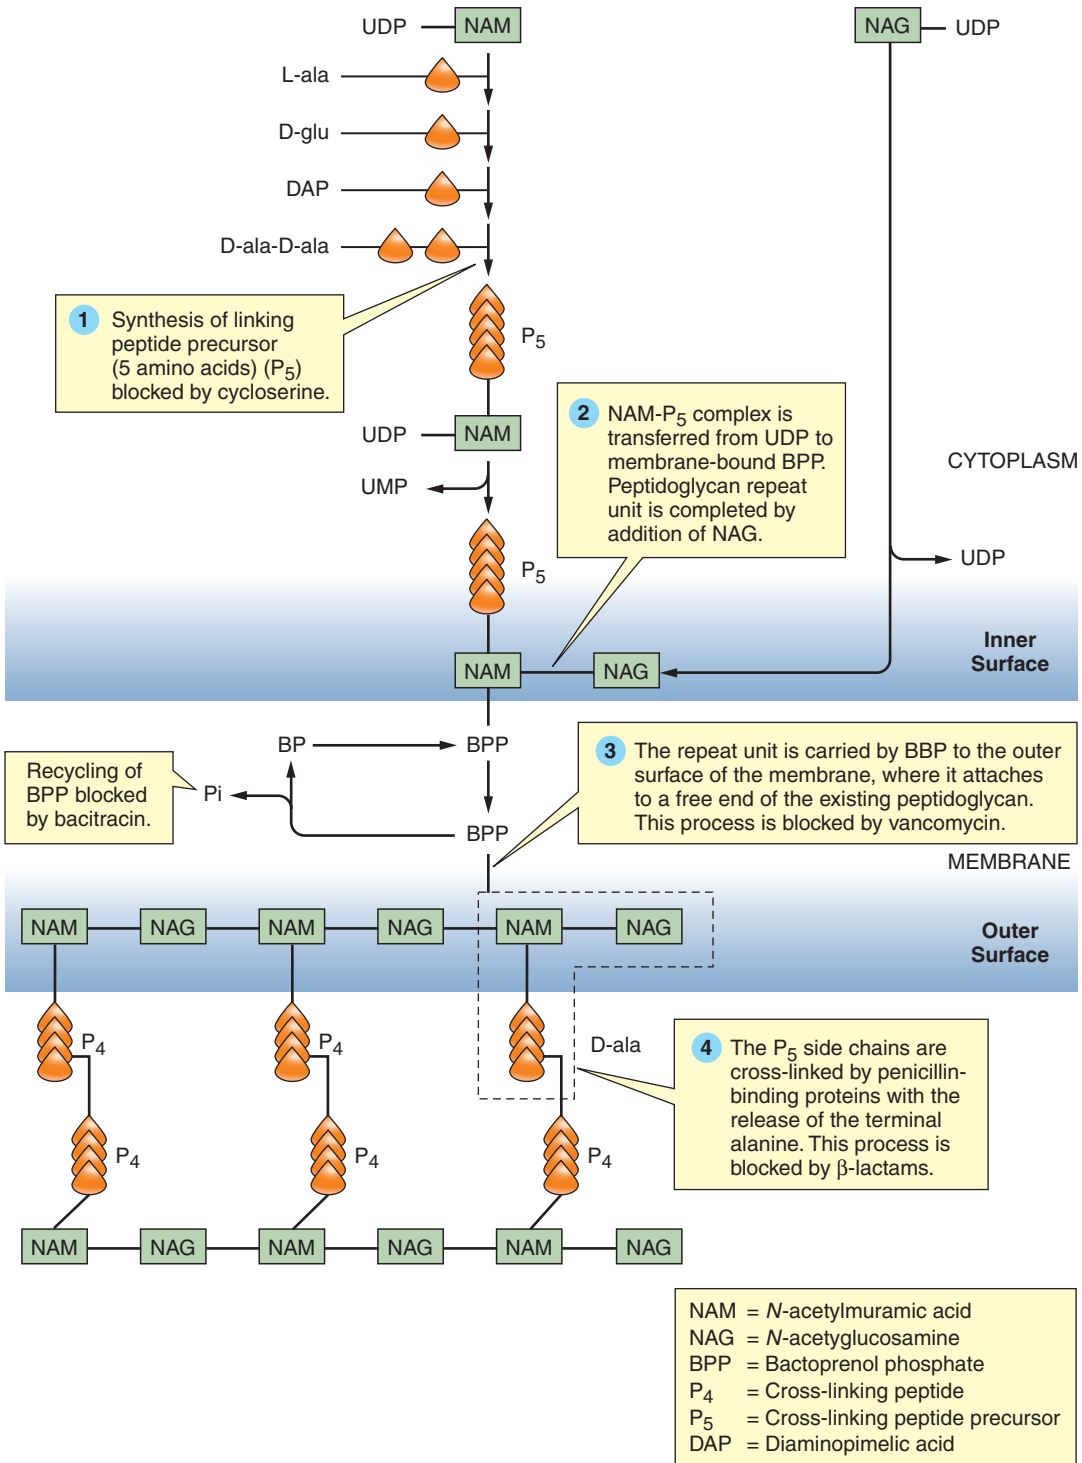 UDP NAM
NAG UDP
L-ala
D-glu
DAP
D-ala-D-ala
1 Synthesis of linking
peptide precursor
(5 amino acids) (P5)
blocked by cycloserine.
P5
UDP NAM
UMP
2 NAM-P5 complex is
transferred from UDP to
membrane-bound BPP.
Peptidoglycan repeat
unit is completed by
addition of NAG.
CYTOPLASM
P5
UDP
Inner
Surface
NAM NAG
BP BPP
Pi
BPP
Recycling of
BPP blocked
by bacitracin.
3 The repeat unit is carried by BBP to the outer
surface of the membrane, where it attaches
to a free end of the existing peptidoglycan.
This process is blocked by vancomycin.
MEMBRANE
NAM NAG NAM NAG NAM NAG
Outer
Surface
P4 P4 D-ala
4 The P5 side chains are
cross-linked by penicillin-
binding proteins with the
release of the terminal
alanine. This process is
blocked by β-lactams.
P4 P4 P4
NAM NAG NAM NAG NAM NAG
NAM = N-acetylmuramic acid
NAG = N-acetyglucosamine
BPP = Bactoprenol phosphate
P4 = Cross-linking peptide
P5 = Cross-linking peptide precursor
DAP = Diaminopimelic acid